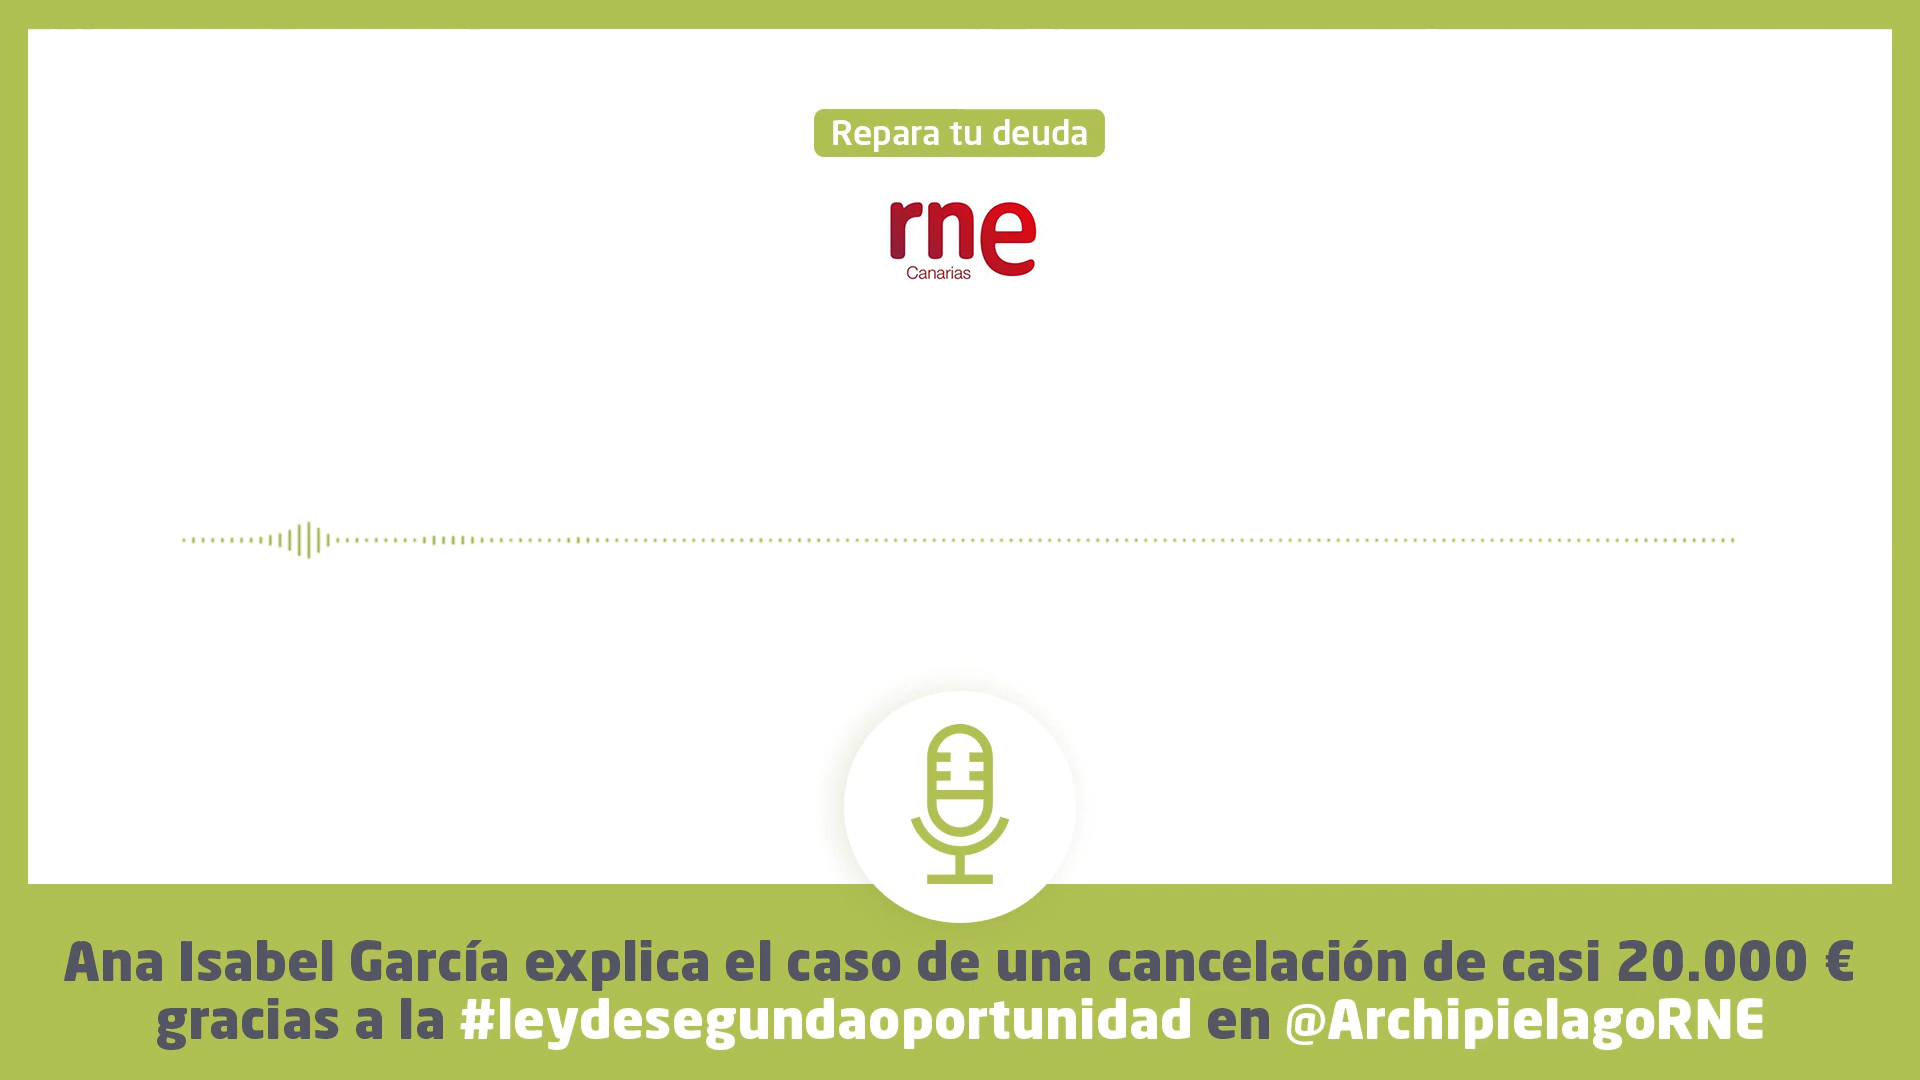 Repara tu deuda
rne
Canarias
Ana Isabel García explica el caso de una cancelación de casi 20.000 €
gracias a la #leydesegundaoportunidad en @ArchipielagoRNE